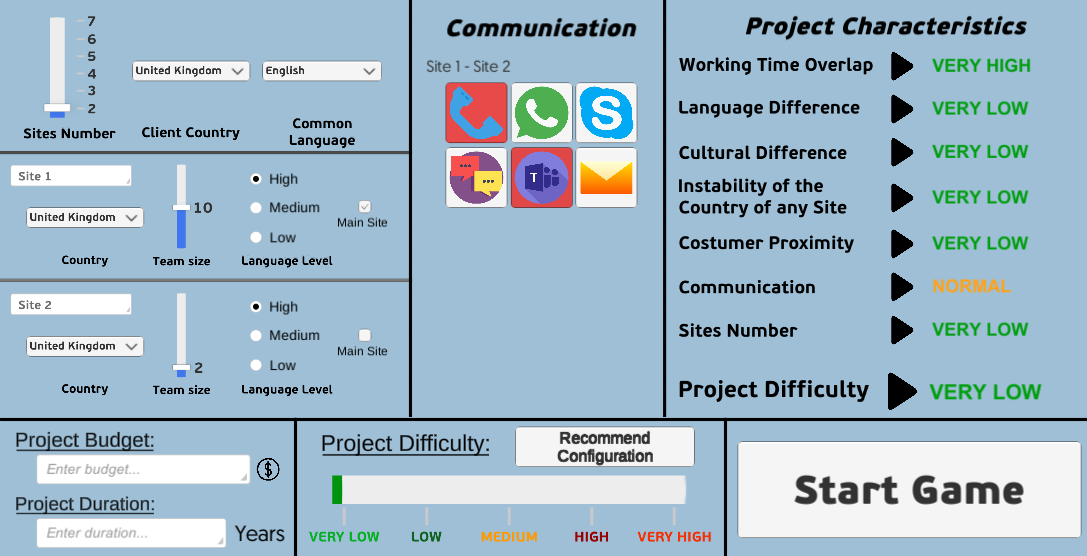 7
6
5
4
3
2
Sites Number
United Kingdom
Client Country
English
Common
Language
Site 1
United Kingdom
Country
10
Team size
High
Medium
Low
Language Level
Main Site
Site 2
United Kingdom
Country
2
Team size
High
Medium
Low
Language Level
Main Site
Communication
Site 1 - Site 2
S
T
Project Characteristics
Working Time Overlap VERY HIGH
Language Difference VERY LOW
Cultural Difference VERY LOW
Instability of the
Country of any Site VERY LOW
Costumer Proximity VERY LOW
Communication NORMAL
Sites Number VERY LOW
Project Difficulty VERY LOW
Project Budget:
Enter budget...
$
Project Duration:
Enter duration... Years
Project Difficulty:
Recommend
Configuration
VERY LOW LOW MEDIUM HIGH VERY HIGH
Start Game